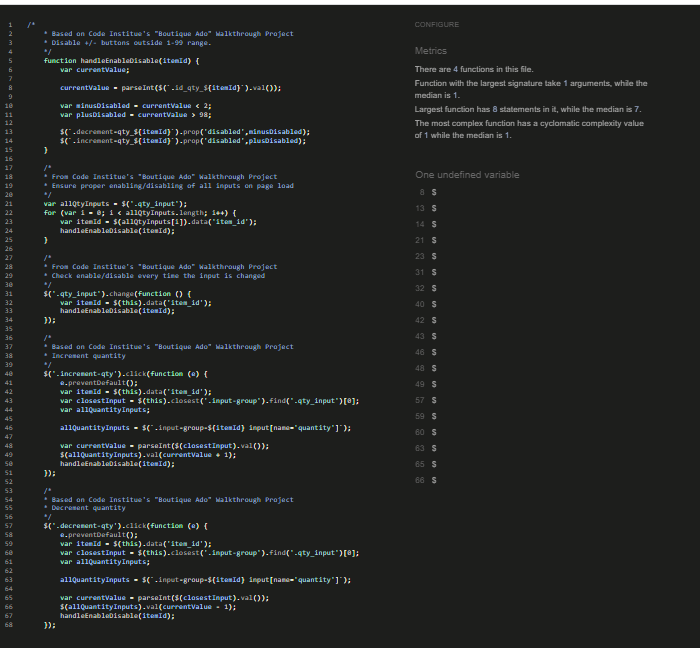 1 /*
2 * Based on Code Institue's "Boutique Ado" Walkthrough Project
3 * Disable +/- buttons outside 1-99 range.
4 */
5 function handleEnableDisable(itemId) {
6 var currentValue;
7
8 currentValue = parseInt($(`.id_qty_${itemId}`).val());
9
10 var minusDisabled = currentValue < 2;
11 var plusDisabled = currentValue > 98;
12
13 $(`.decrement-qty_${itemId}`).prop('disabled',minusDisabled);
14 $(`.increment-qty_${itemId}`).prop('disabled',plusDisabled);
15 }
16
17 /*
18 * From Code Institue's "Boutique Ado" Walkthrough Project
19 * Ensure proper enabling/disabling of all inputs on page load
20 */
21 var allQtyInputs = $('.qty_input');
22 for (var i = 0; i < allQtyInputs.length; i++) {
23 var itemId = $(allQtyInputs[i]).data('item_id');
24 handleEnableDisable(itemId);
25 }
26
27 /*
28 * From Code Institue's "Boutique Ado" Walkthrough Project
29 * Check enable/disable every time the input is changed
30 */
31 $('.qty_input').change(function () {
32 var itemId = $(this).data('item_id');
33 handleEnableDisable(itemId);
34 });
35
36 /*
37 * Based on Code Institue's "Boutique Ado" Walkthrough Project
38 * Increment quantity
39 */
40 $('.increment-qty').click(function (e) {
41 e.preventDefault();
42 var itemId = $(this).data('item_id');
43 var closestInput = $(this).closest('.input-group').find('.qty_input')[0];
44 var allQuantityInputs;
45
46 allQuantityInputs = $(`.input-group-${itemId} input[name='quantity']`);
47
48 var currentValue = parseInt($(closestInput).val());
49 $(allQuantityInputs).val(currentValue + 1);
50 handleEnableDisable(itemId);
51 });
52
53 /*
54 * Based on Code Institue's "Boutique Ado" Walkthrough Project
55 * Decrement quantity
56 */
57 $('.decrement-qty').click(function (e) {
58 e.preventDefault();
59 var itemId = $(this).data('item_id');
60 var closestInput = $(this).closest('.input-group').find('.qty_input')[0];
61 var allQuantityInputs;
62
63 allQuantityInputs = $(`.input-group-${itemId} input[name='quantity']`);
64
65 var currentValue = parseInt($(closestInput).val());
66 $(allQuantityInputs).val(currentValue - 1);
67 handleEnableDisable(itemId);
68 });
CONFIGURE
Metrics
There are 4 functions in this file.
Function with the largest signature take 1 arguments, while the
median is 1.
Largest function has 8 statements in it, while the median is 7.
The most complex function has a cyclomatic complexity value
of 1 while the median is 1.
One undefined variable
8 $
13 $
14 $
21 $
23 $
31 $
32 $
40 $
42 $
43 $
46 $
48 $
49 $
57 $
59 $
60 $
63 $
65 $
66 $